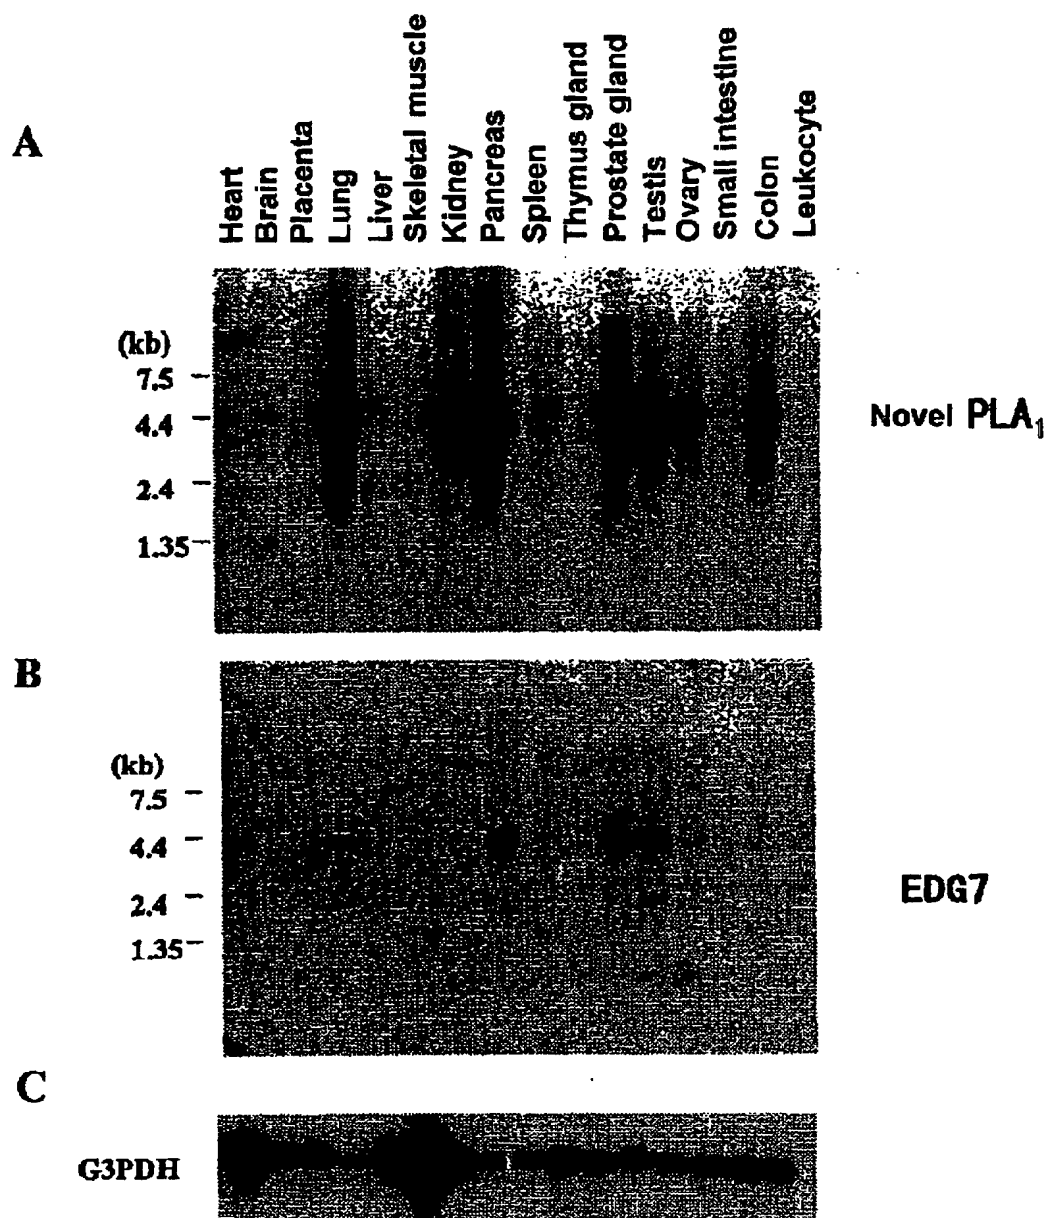 A
Heart
Brain
Placenta
Lung
Liver
Skeletal muscle
Kidney
Pancreas
Spleen
Thymus gland
Prostate gland
Testis
Ovary
Small intestine
Colon
Leukocyte
(kb)
7.5
4.4
2.4
1.35
Novel PLA₁
B
(kb)
7.5
4.4
2.4
1.35
EDG7
C
G3PDH